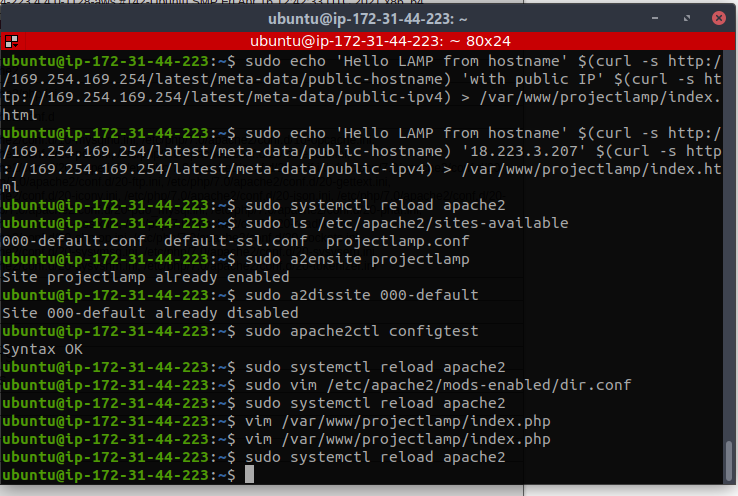 ubuntu@ip-172-31-44-223: ~
ubuntu@ip-172-31-44-223: ~ 80x24
ubuntu@ip-172-31-44-223:~$ sudo echo 'Hello LAMP from hostname' $(curl -s http:/
/169.254.169.254/latest/meta-data/public-hostname) 'with public IP' $(curl -s ht
tp://169.254.169.254/latest/meta-data/public-ipv4) > /var/www/projectlamp/index.
html
ubuntu@ip-172-31-44-223:~$ sudo echo 'Hello LAMP from hostname' $(curl -s http:/
/169.254.169.254/latest/meta-data/public-hostname) '18.223.3.207' $(curl -s http
://169.254.169.254/latest/meta-data/public-ipv4) > /var/www/projectlamp/index.ht
ml
ubuntu@ip-172-31-44-223:~$ sudo systemctl reload apache2
ubuntu@ip-172-31-44-223:~$ sudo ls /etc/apache2/sites-available
000-default.conf  default-ssl.conf  projectlamp.conf
ubuntu@ip-172-31-44-223:~$ sudo a2ensite projectlamp
Site projectlamp already enabled
ubuntu@ip-172-31-44-223:~$ sudo a2dissite 000-default
Site 000-default already disabled
ubuntu@ip-172-31-44-223:~$ sudo apache2ctl configtest
Syntax OK
ubuntu@ip-172-31-44-223:~$ sudo systemctl reload apache2
ubuntu@ip-172-31-44-223:~$ sudo vim /etc/apache2/mods-enabled/dir.conf
ubuntu@ip-172-31-44-223:~$ sudo systemctl reload apache2
ubuntu@ip-172-31-44-223:~$ vim /var/www/projectlamp/index.php
ubuntu@ip-172-31-44-223:~$ vim /var/www/projectlamp/index.php
ubuntu@ip-172-31-44-223:~$ sudo systemctl reload apache2
ubuntu@ip-172-31-44-223:~$